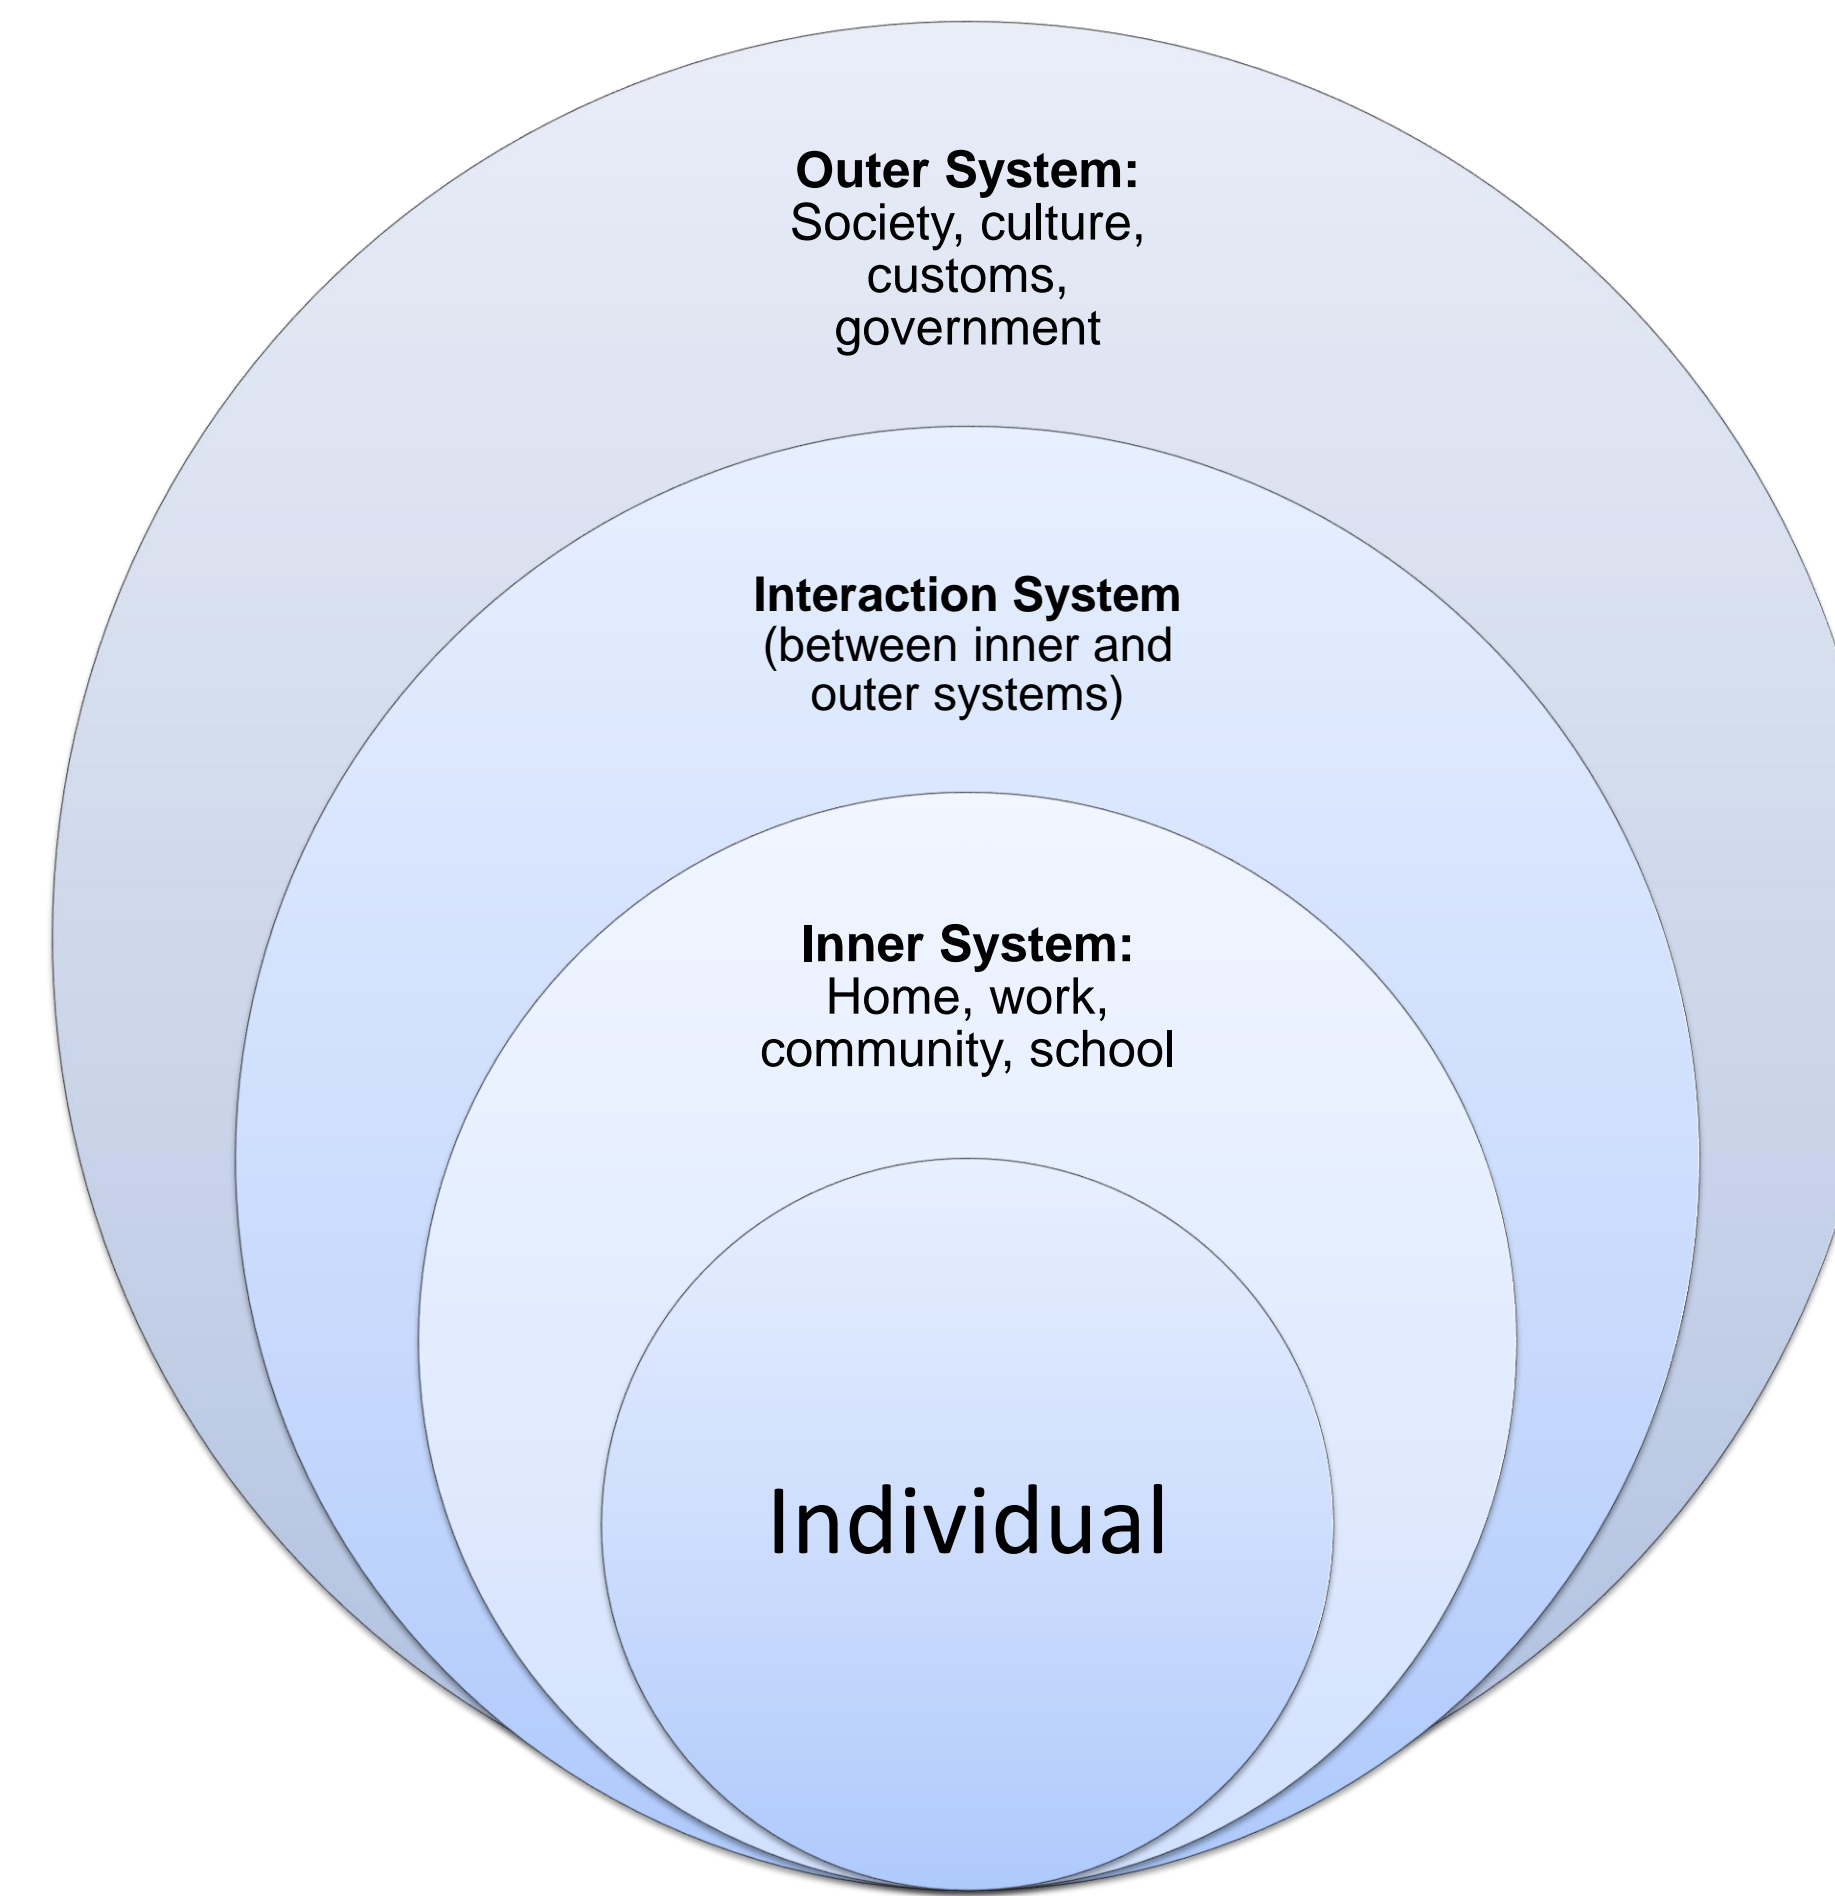 Outer System:
Society, culture,
customs,
government
Interaction System
(between inner and
outer systems)
Inner System:
Home, work,
community, school
Individual